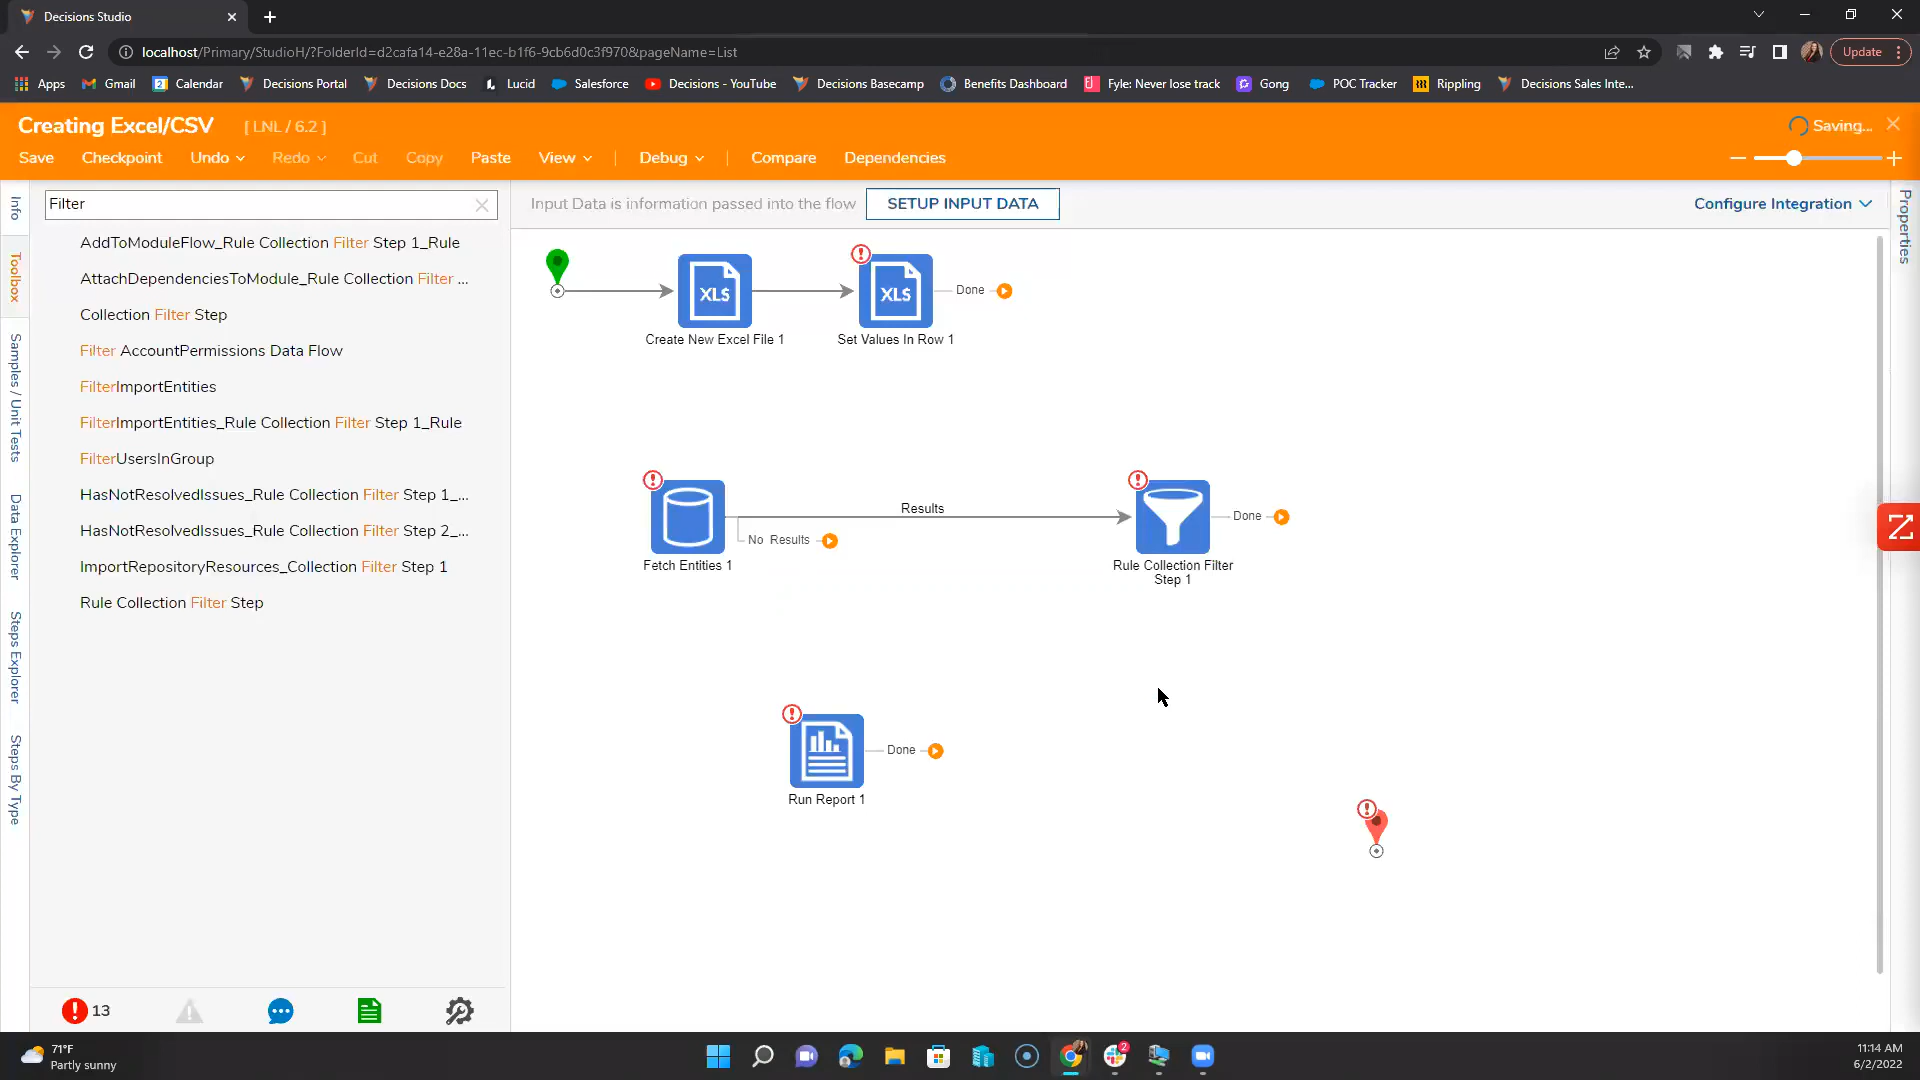 Decisions Studio
localhost/Primary/StudioH/?FolderId=d2cafa14-e28a-11ec-b1f6-9cb6d0c3f970&pageName=List
Update
Apps
Gmail
Calendar
Decisions Portal
Decisions Docs
Lucid
Salesforce
Decisions - YouTube
Decisions Basecamp
Benefits Dashboard
Fyle: Never lose track
Gong
POC Tracker
Rippling
Decisions Sales Inte...
Creating Excel/CSV
[ LNL / 6.2 ]
Saving...
Save
Checkpoint
Undo
Redo
Cut
Copy
Paste
View
Debug
Compare
Dependencies
Info
Toolbox
Samples / Unit Tests
Data Explorer
Steps Explorer
Steps By Type
Filter
AddToModuleFlow_Rule Collection Filter Step 1_Rule
AttachDependenciesToModule_Rule Collection Filter ...
Collection Filter Step
Filter AccountPermissions Data Flow
FilterImportEntities
FilterImportEntities_Rule Collection Filter Step 1_Rule
FilterUsersInGroup
HasNotResolvedIssues_Rule Collection Filter Step 1_...
HasNotResolvedIssues_Rule Collection Filter Step 2_...
ImportRepositoryResources_Collection Filter Step 1
Rule Collection Filter Step
13
Input Data is information passed into the flow
SETUP INPUT DATA
Configure Integration
Properties
XLS
Create New Excel File 1
XLS
Set Values In Row 1
Done
Fetch Entities 1
Results
No Results
Rule Collection Filter
Step 1
Done
Run Report 1
Done
71°F
Partly sunny
2
11:14 AM
6/2/2022